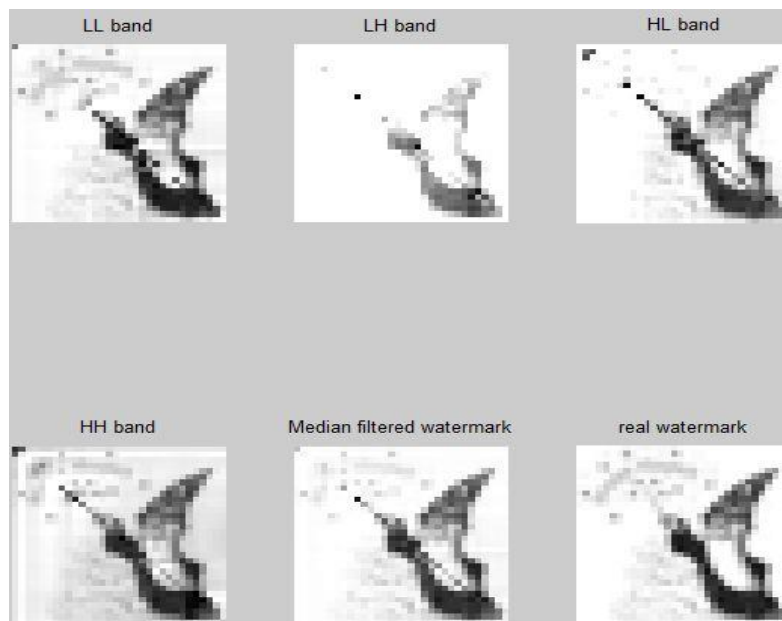 LL band
LH band
HL band
HH band
Median filtered watermark
real watermark